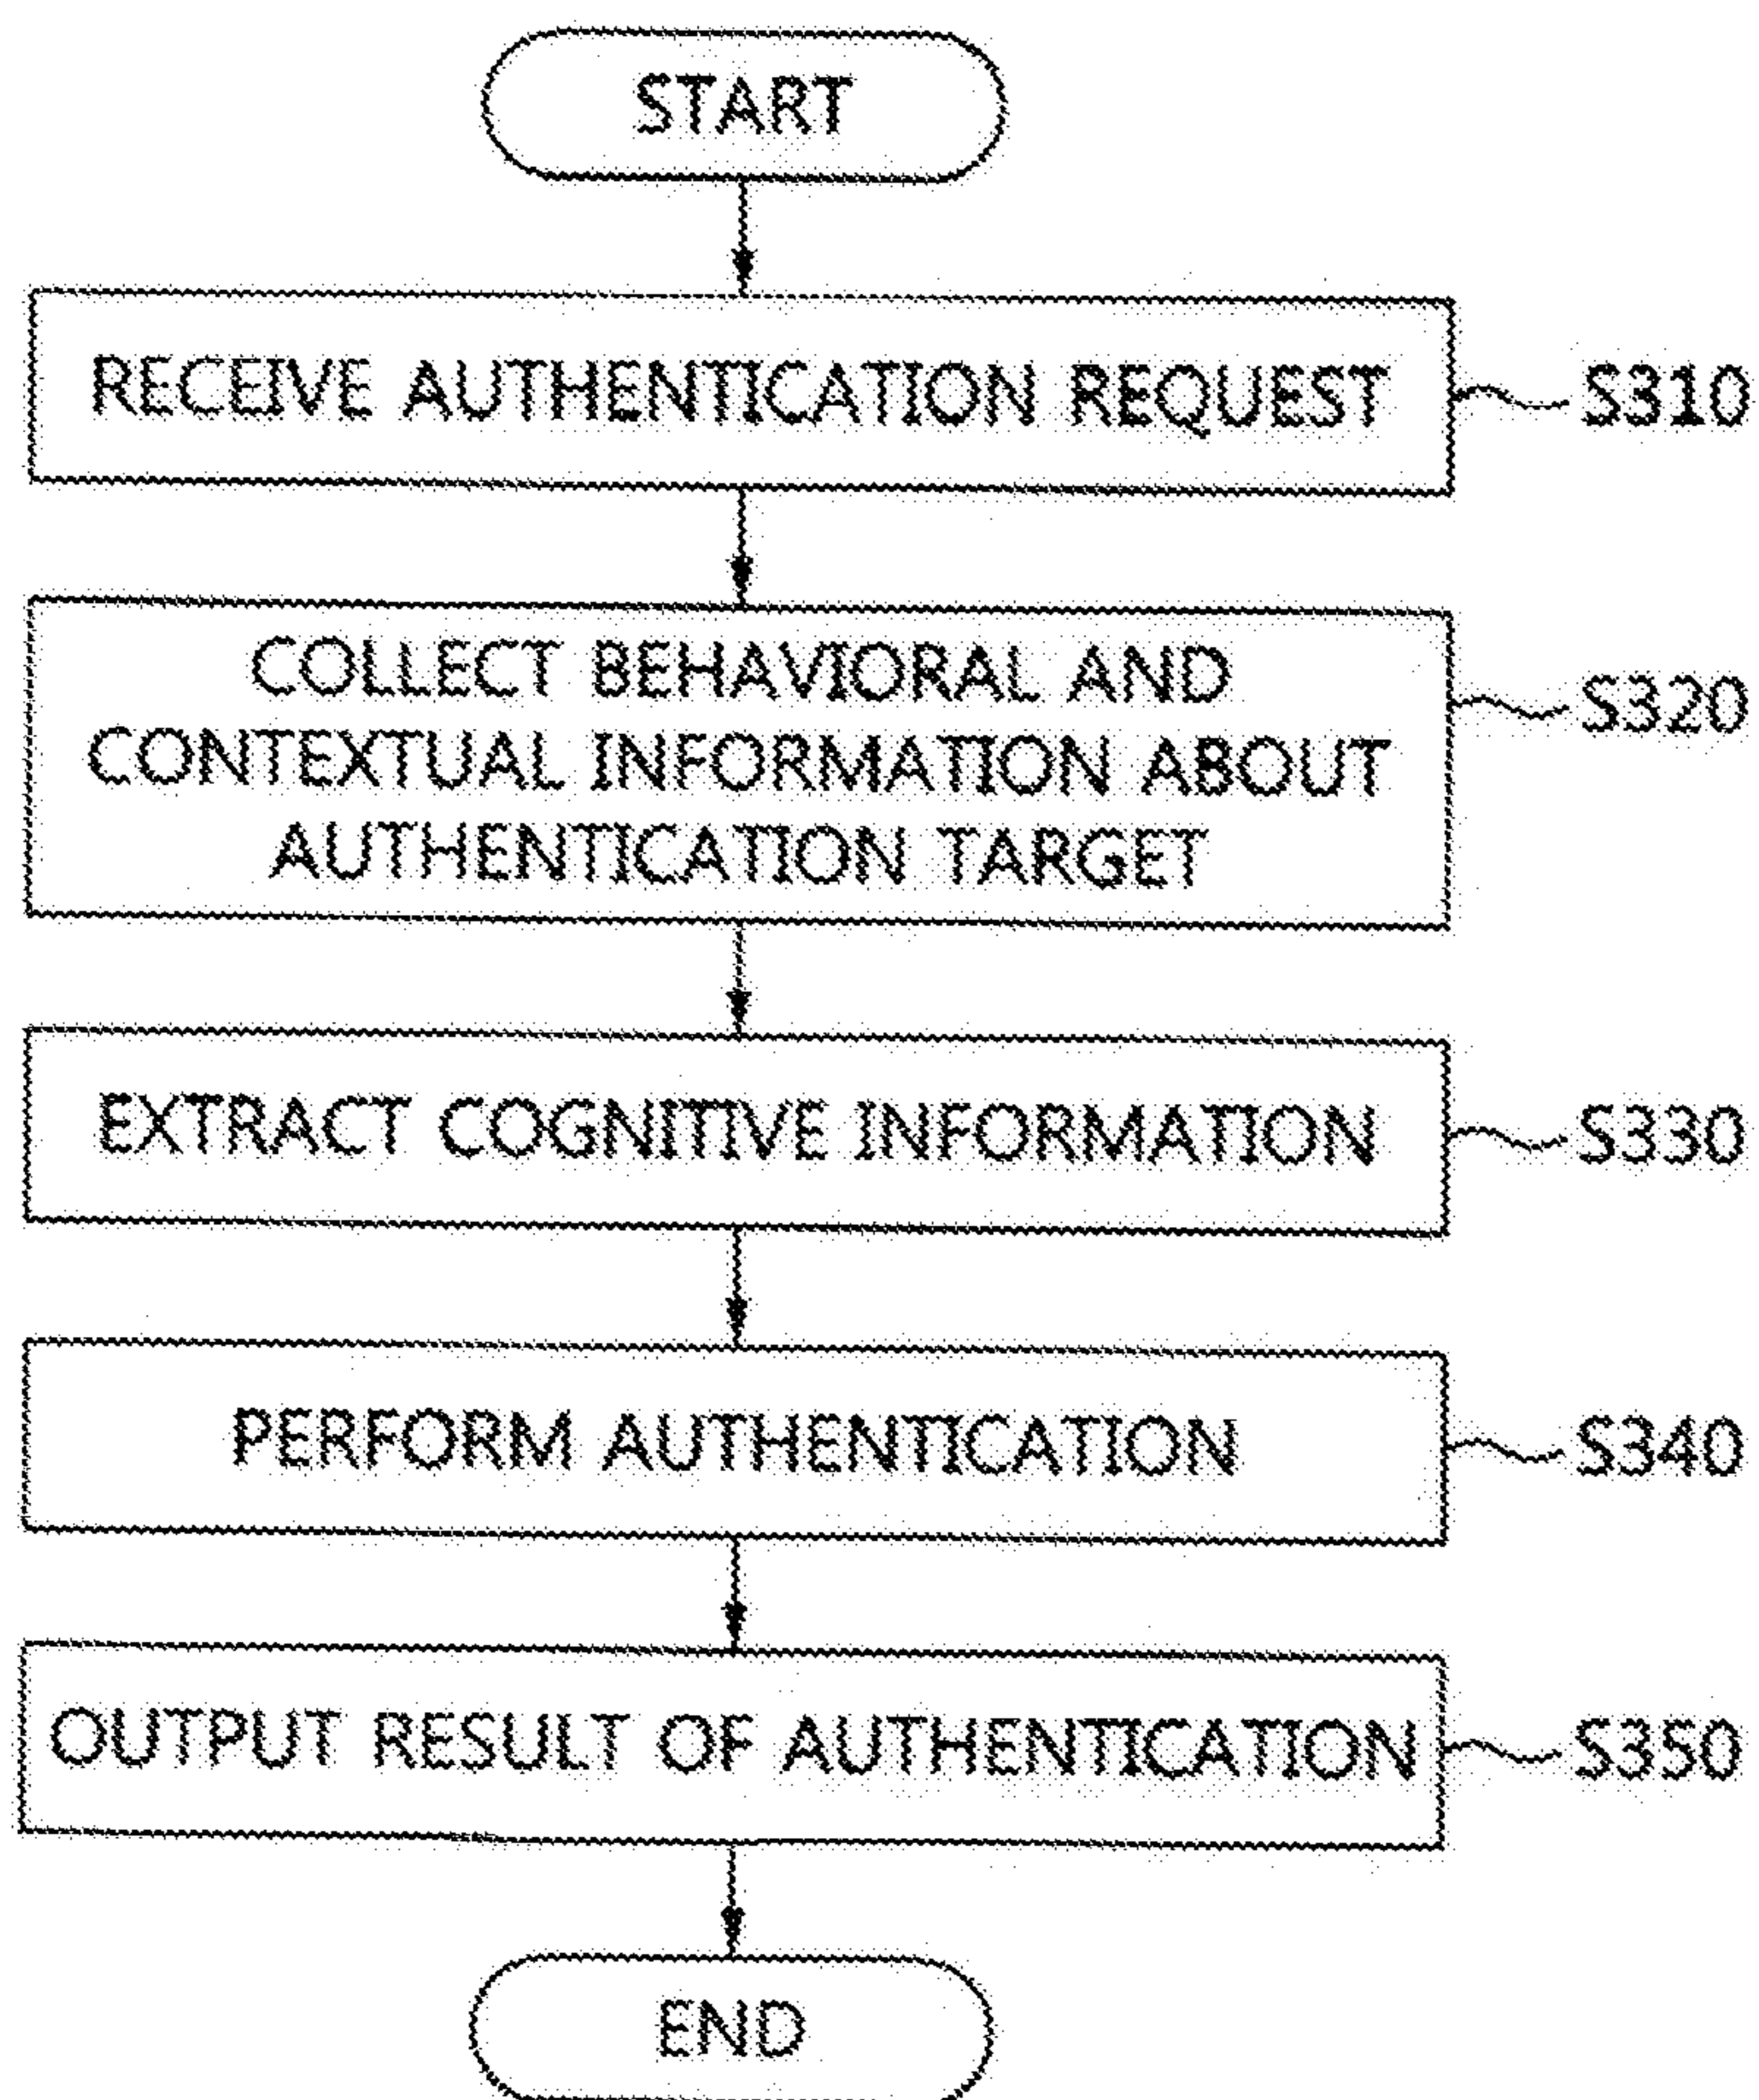 START
RECEIVE AUTHENTICATION REQUEST
S310
COLLECT BEHAVIORAL AND
CONTEXTUAL INFORMATION ABOUT
AUTHENTICATION TARGET
S320
EXTRACT COGNITIVE INFORMATION
S330
PERFORM AUTHENTICATION
S340
OUTPUT RESULT OF AUTHENTICATION
S350
END